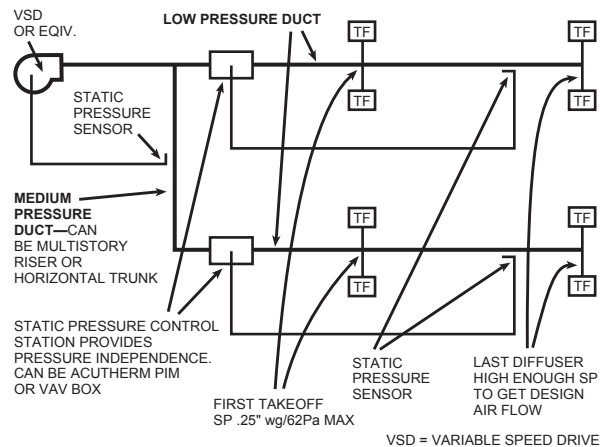 VSD
OR EQIV.
LOW PRESSURE DUCT
TF
TF
TF
TF
STATIC
PRESSURE
SENSOR
MEDIUM
PRESSURE
DUCT—CAN
BE MULTISTORY
RISER OR
HORIZONTAL TRUNK
TF
TF
TF
TF
STATIC PRESSURE CONTROL
STATION PROVIDES
PRESSURE INDEPENDENCE.
CAN BE ACUTHERM PIM
OR VAV BOX
FIRST TAKEOFF
SP .25" wg/62Pa MAX
STATIC
PRESSURE
SENSOR
LAST DIFFUSER
HIGH ENOUGH SP
TO GET DESIGN
AIR FLOW
VSD = VARIABLE SPEED DRIVE